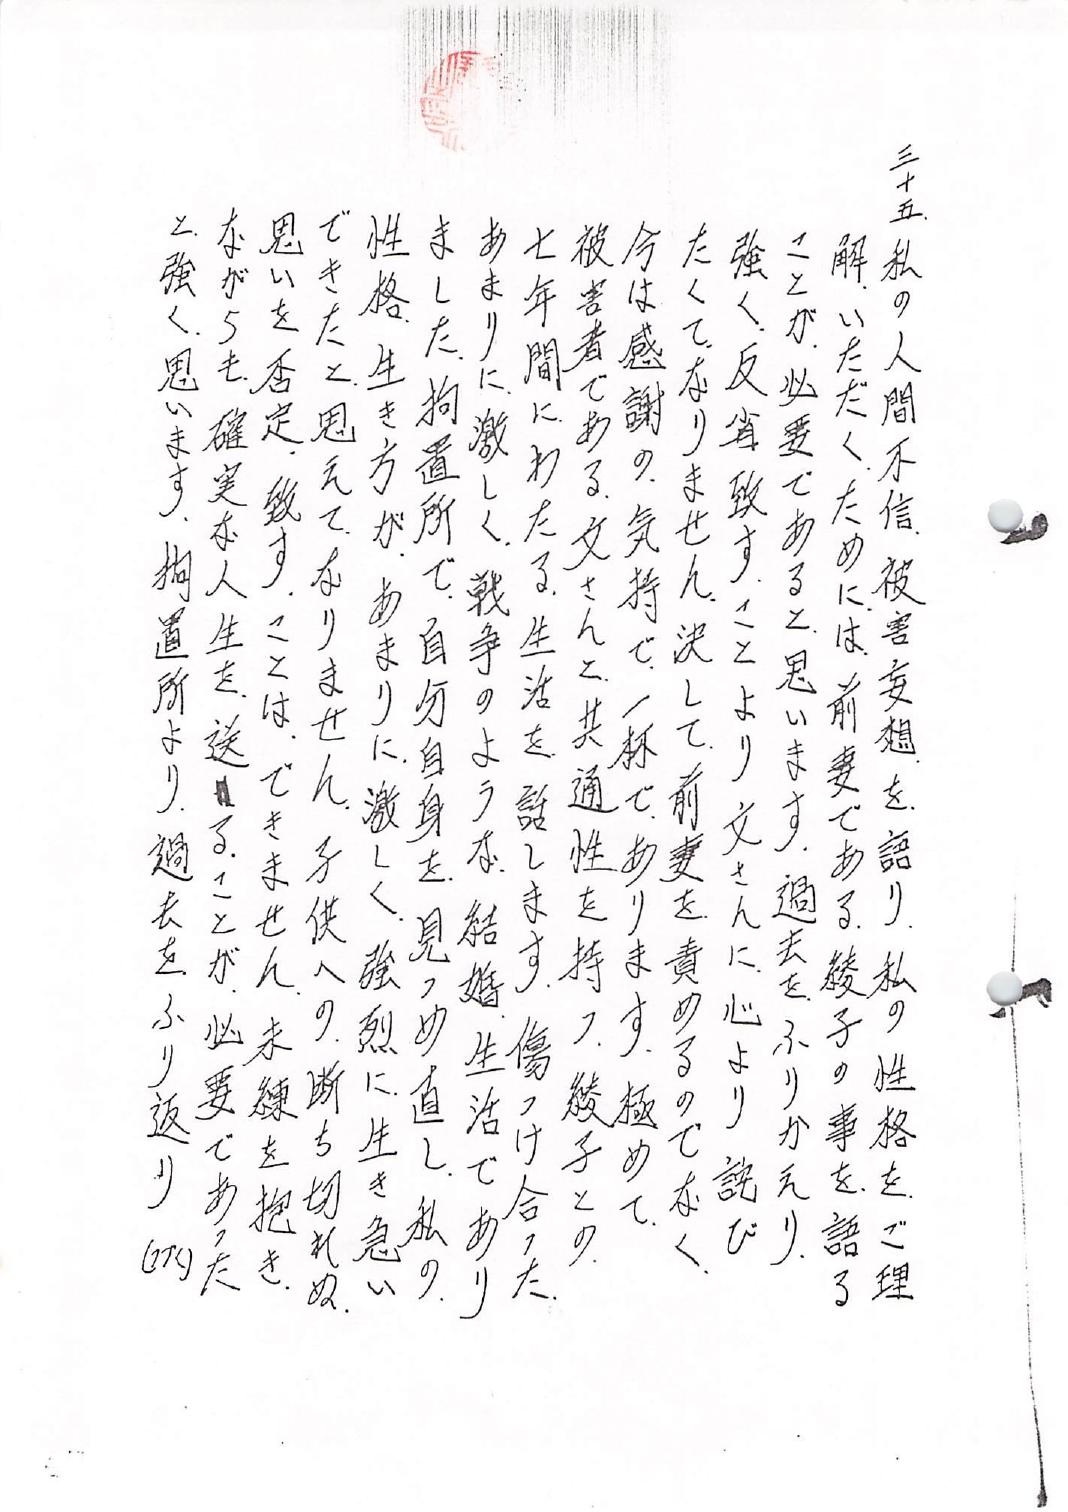 三十五、私の人間不信、被害妄想、を、語り、私の性格を、ご理
解、いただく、ためには、前妻である、綾子の事を、語る
ことが、必要であると、思います、過去を、ふりかえり、
強く、反省致す、ことより、文さんに、心より、詫び
たくて、なりません、決して、前妻を、責めるのでなく、
今は、感謝の、気持で、一杯で、あります、極めて、
被害者である、文さんと、共通性を、持つ、綾子との、
七年間に、わたる、生活を、話します、傷つけ合った、
あまりに、激しく、戦争のような、結婚、生活であり
ました、拘置所で、自分自身を、見つめ直し、私の、
性格、生き方が、あまりに、激しく、強烈に、生き急い
できたと、思えて、なりません、子供への、断ち切れぬ、
思いを、否定、致す、ことは、できません、未練を、抱き、
ながらも、確実な人生を、送る、ことが、必要であった
と、強く、思います、拘置所より、過去を、ふり返り